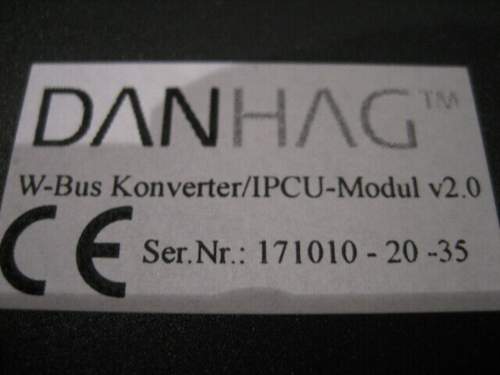 DANHAG™
W-Bus Konverter/IPCU-Modul v2.0
CE Ser.Nr.: 171010 - 20 -35